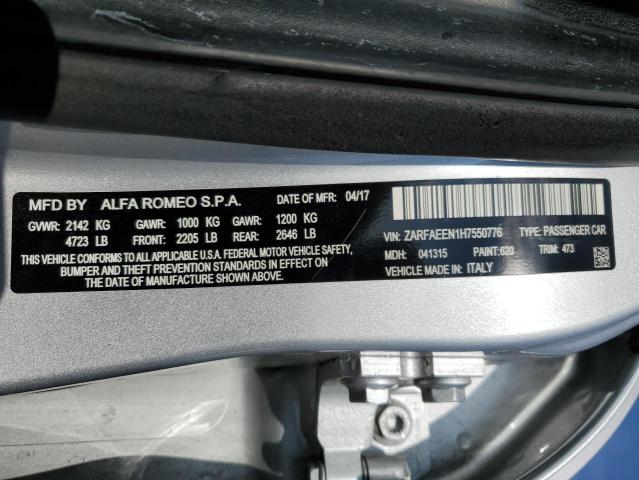 MFD BY ALFA ROMEO S.P.A. DATE OF MFR: 04/17
GVWR: 2142 KG GAWR: 1000 KG GAWR: 1200 KG
4723 LB FRONT: 2205 LB REAR: 2646 LB
THIS VEHICLE CONFORMS TO ALL APPLICABLE U.S.A. FEDERAL MOTOR VEHICLE SAFETY,
BUMPER AND THEFT PREVENTION STANDARDS IN EFFECT ON
THE DATE OF MANUFACTURE SHOWN ABOVE.
VIN: ZARFAEEN1H7550776 TYPE: PASSENGER CAR
MDH: 041315 PAINT: 620 TRIM: 473
VEHICLE MADE IN: ITALY